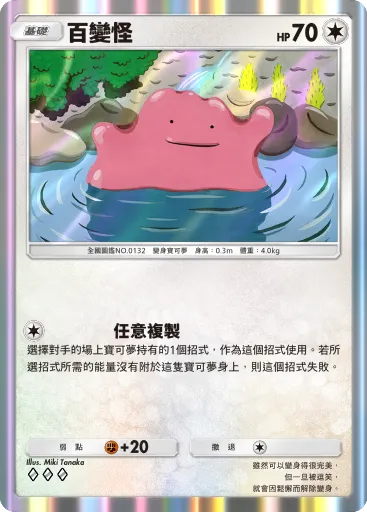 基礎 百變怪 HP 70
全國圖鑑NO.0132 變身寶可夢 身高：0.3m 體重：4.0kg
任意複製
選擇對手的場上寶可夢持有的1個招式，作為這個招式使用。若所
選招式所需的能量沒有附於這隻寶可夢身上，則這個招式失敗。
弱點 +20 撤退
Illus. Miki Tanaka
雖然可以變身得很完美，
但一旦被逗笑，
就會因鬆懈而解除變身。